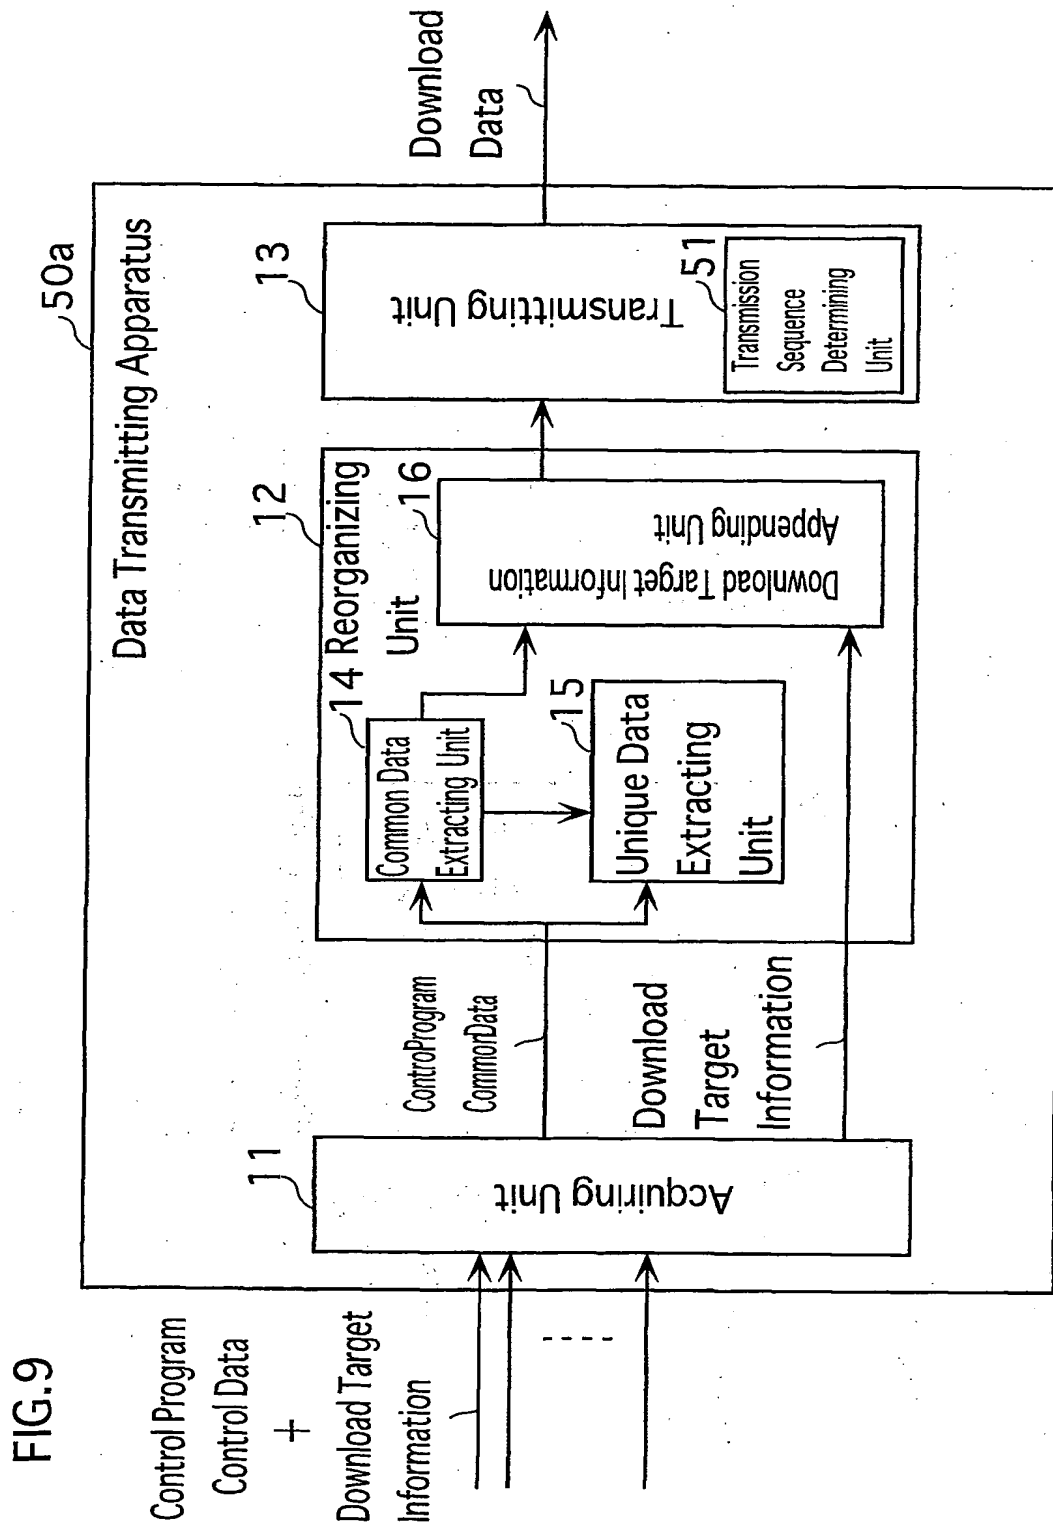 FIG.9
50a
Data Transmitting Apparatus
Control Program
Control Data
+
Download Target
Information
11
Acquiring Unit
ControProgram
CommorData
Download
Target
Information
12
Reorganizing
Unit
14
Common Data
Extracting Unit
15
Unique Data
Extracting
Unit
16
Download Target Information
Appending Unit
13
Transmitting Unit
51
Transmission
Sequence
Determining
Unit
Download
Data